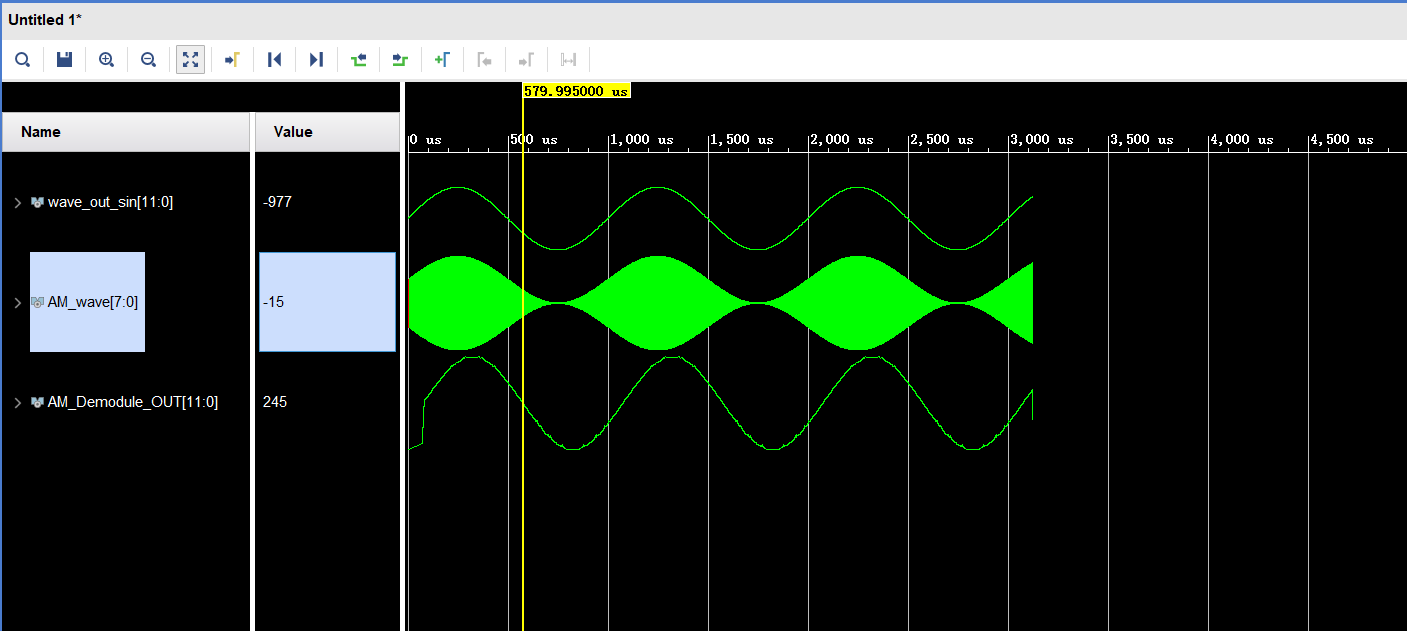 Untitled 1*
579.995000 us
Name Value
0 us 500 us 1,000 us 1,500 us 2,000 us 2,500 us 3,000 us 3,500 us 4,000 us 4,500 us
wave_out_sin[11:0] -977
AM_wave[7:0] -15
AM_Demodule_OUT[11:0] 245